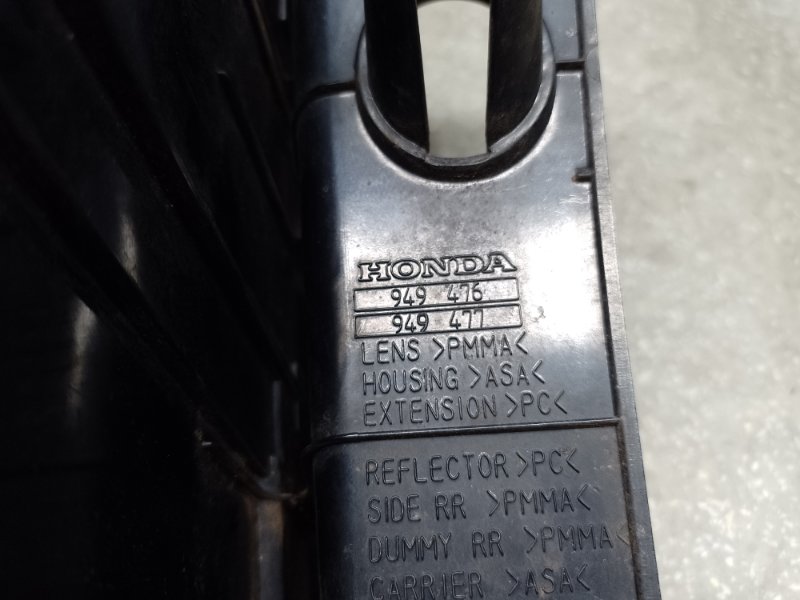 HONDA
949 476
949 477
LENS >PMMA<
HOUSING >ASA<
EXTENSION >PC<
REFLECTOR >PC<
SIDE RR >PMMA<
DUMMY RR >PMMA<
CARRIER >ASA<